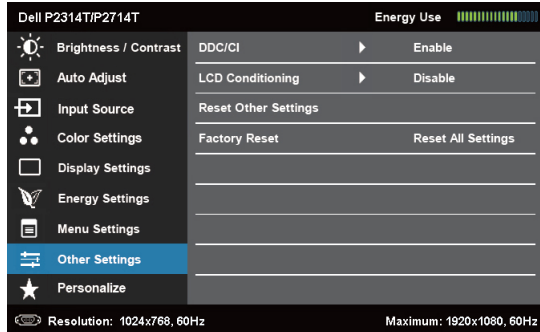 Dell P2314T/P2714T Energy Use
Brightness / Contrast DDC/CI Enable
Auto Adjust LCD Conditioning Disable
Input Source Reset Other Settings
Color Settings Factory Reset Reset All Settings
Display Settings
Energy Settings
Menu Settings
Other Settings
Personalize
Resolution: 1024x768, 60Hz Maximum: 1920x1080, 60Hz